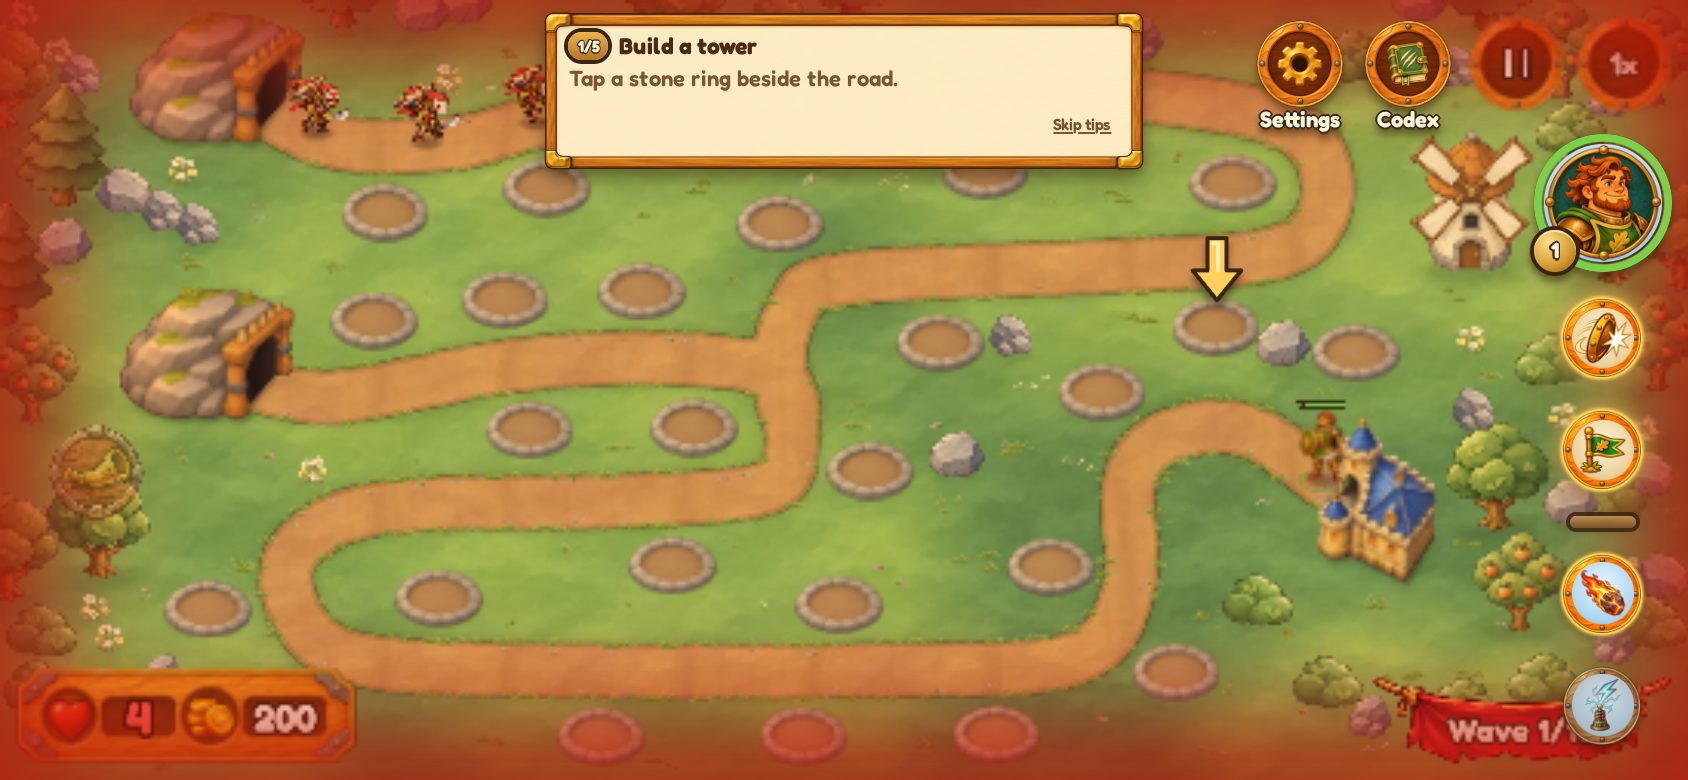 1/5 Build a tower
Tap a stone ring beside the road.
Skip tips
Settings
Codex
1x
1
4
200
Wave 1/